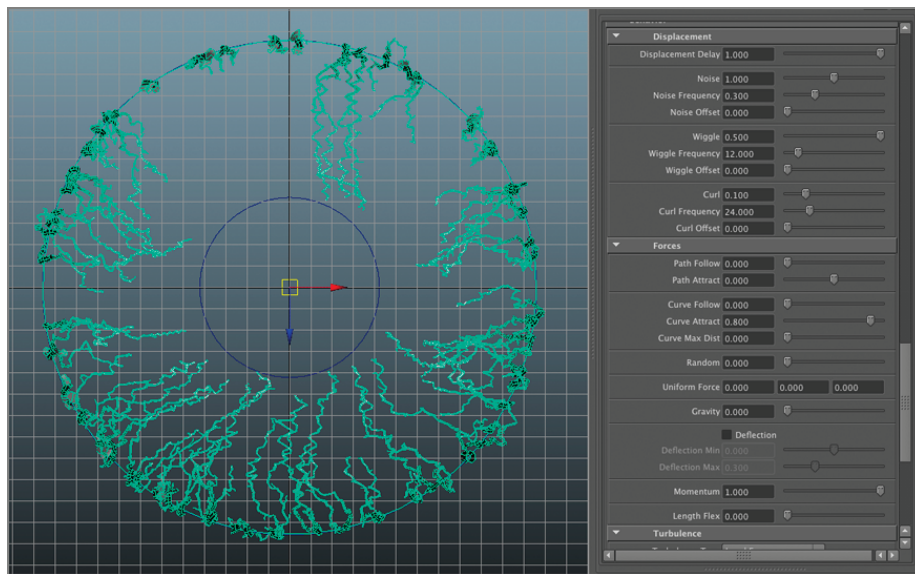 Displacement
Displacement Delay 1.000
Noise 1.000
Noise Frequency 0.300
Noise Offset 0.000
Wiggle 0.500
Wiggle Frequency 12.000
Wiggle Offset 0.000
Curl 0.100
Curl Frequency 24.000
Curl Offset 0.000
Forces
Path Follow 0.000
Path Attract 0.000
Curve Follow 0.000
Curve Attract 0.800
Curve Max Dist 0.000
Random 0.000
Uniform Force 0.000 0.000 0.000
Gravity 0.000
Deflection
Deflection Min 0.000
Deflection Max 0.300
Momentum 1.000
Length Flex 0.000
Turbulence